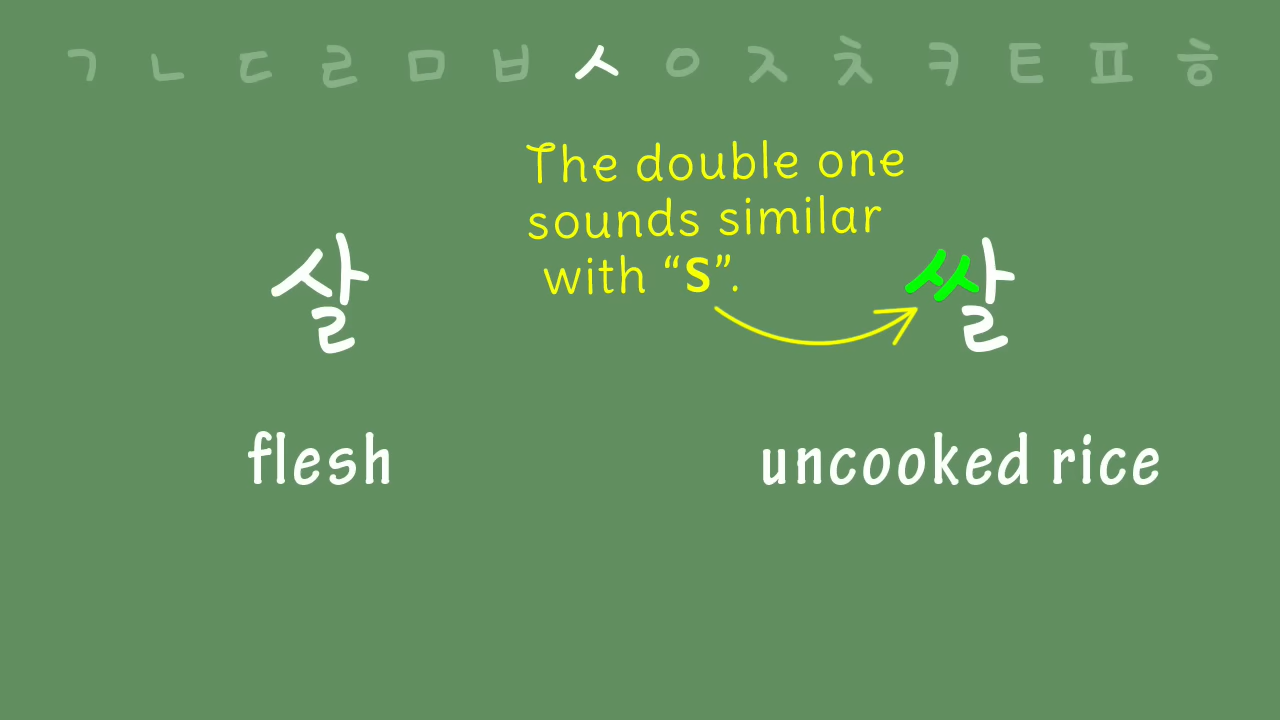 ㄱ ㄴ ㄷ ㄹ ㅁ ㅂ ㅅ ㅇ ㅈ ㅊ ㅋ ㅌ ㅍ ㅎ
The double one
sounds similar
with “S”.
살 쌀
flesh uncooked rice